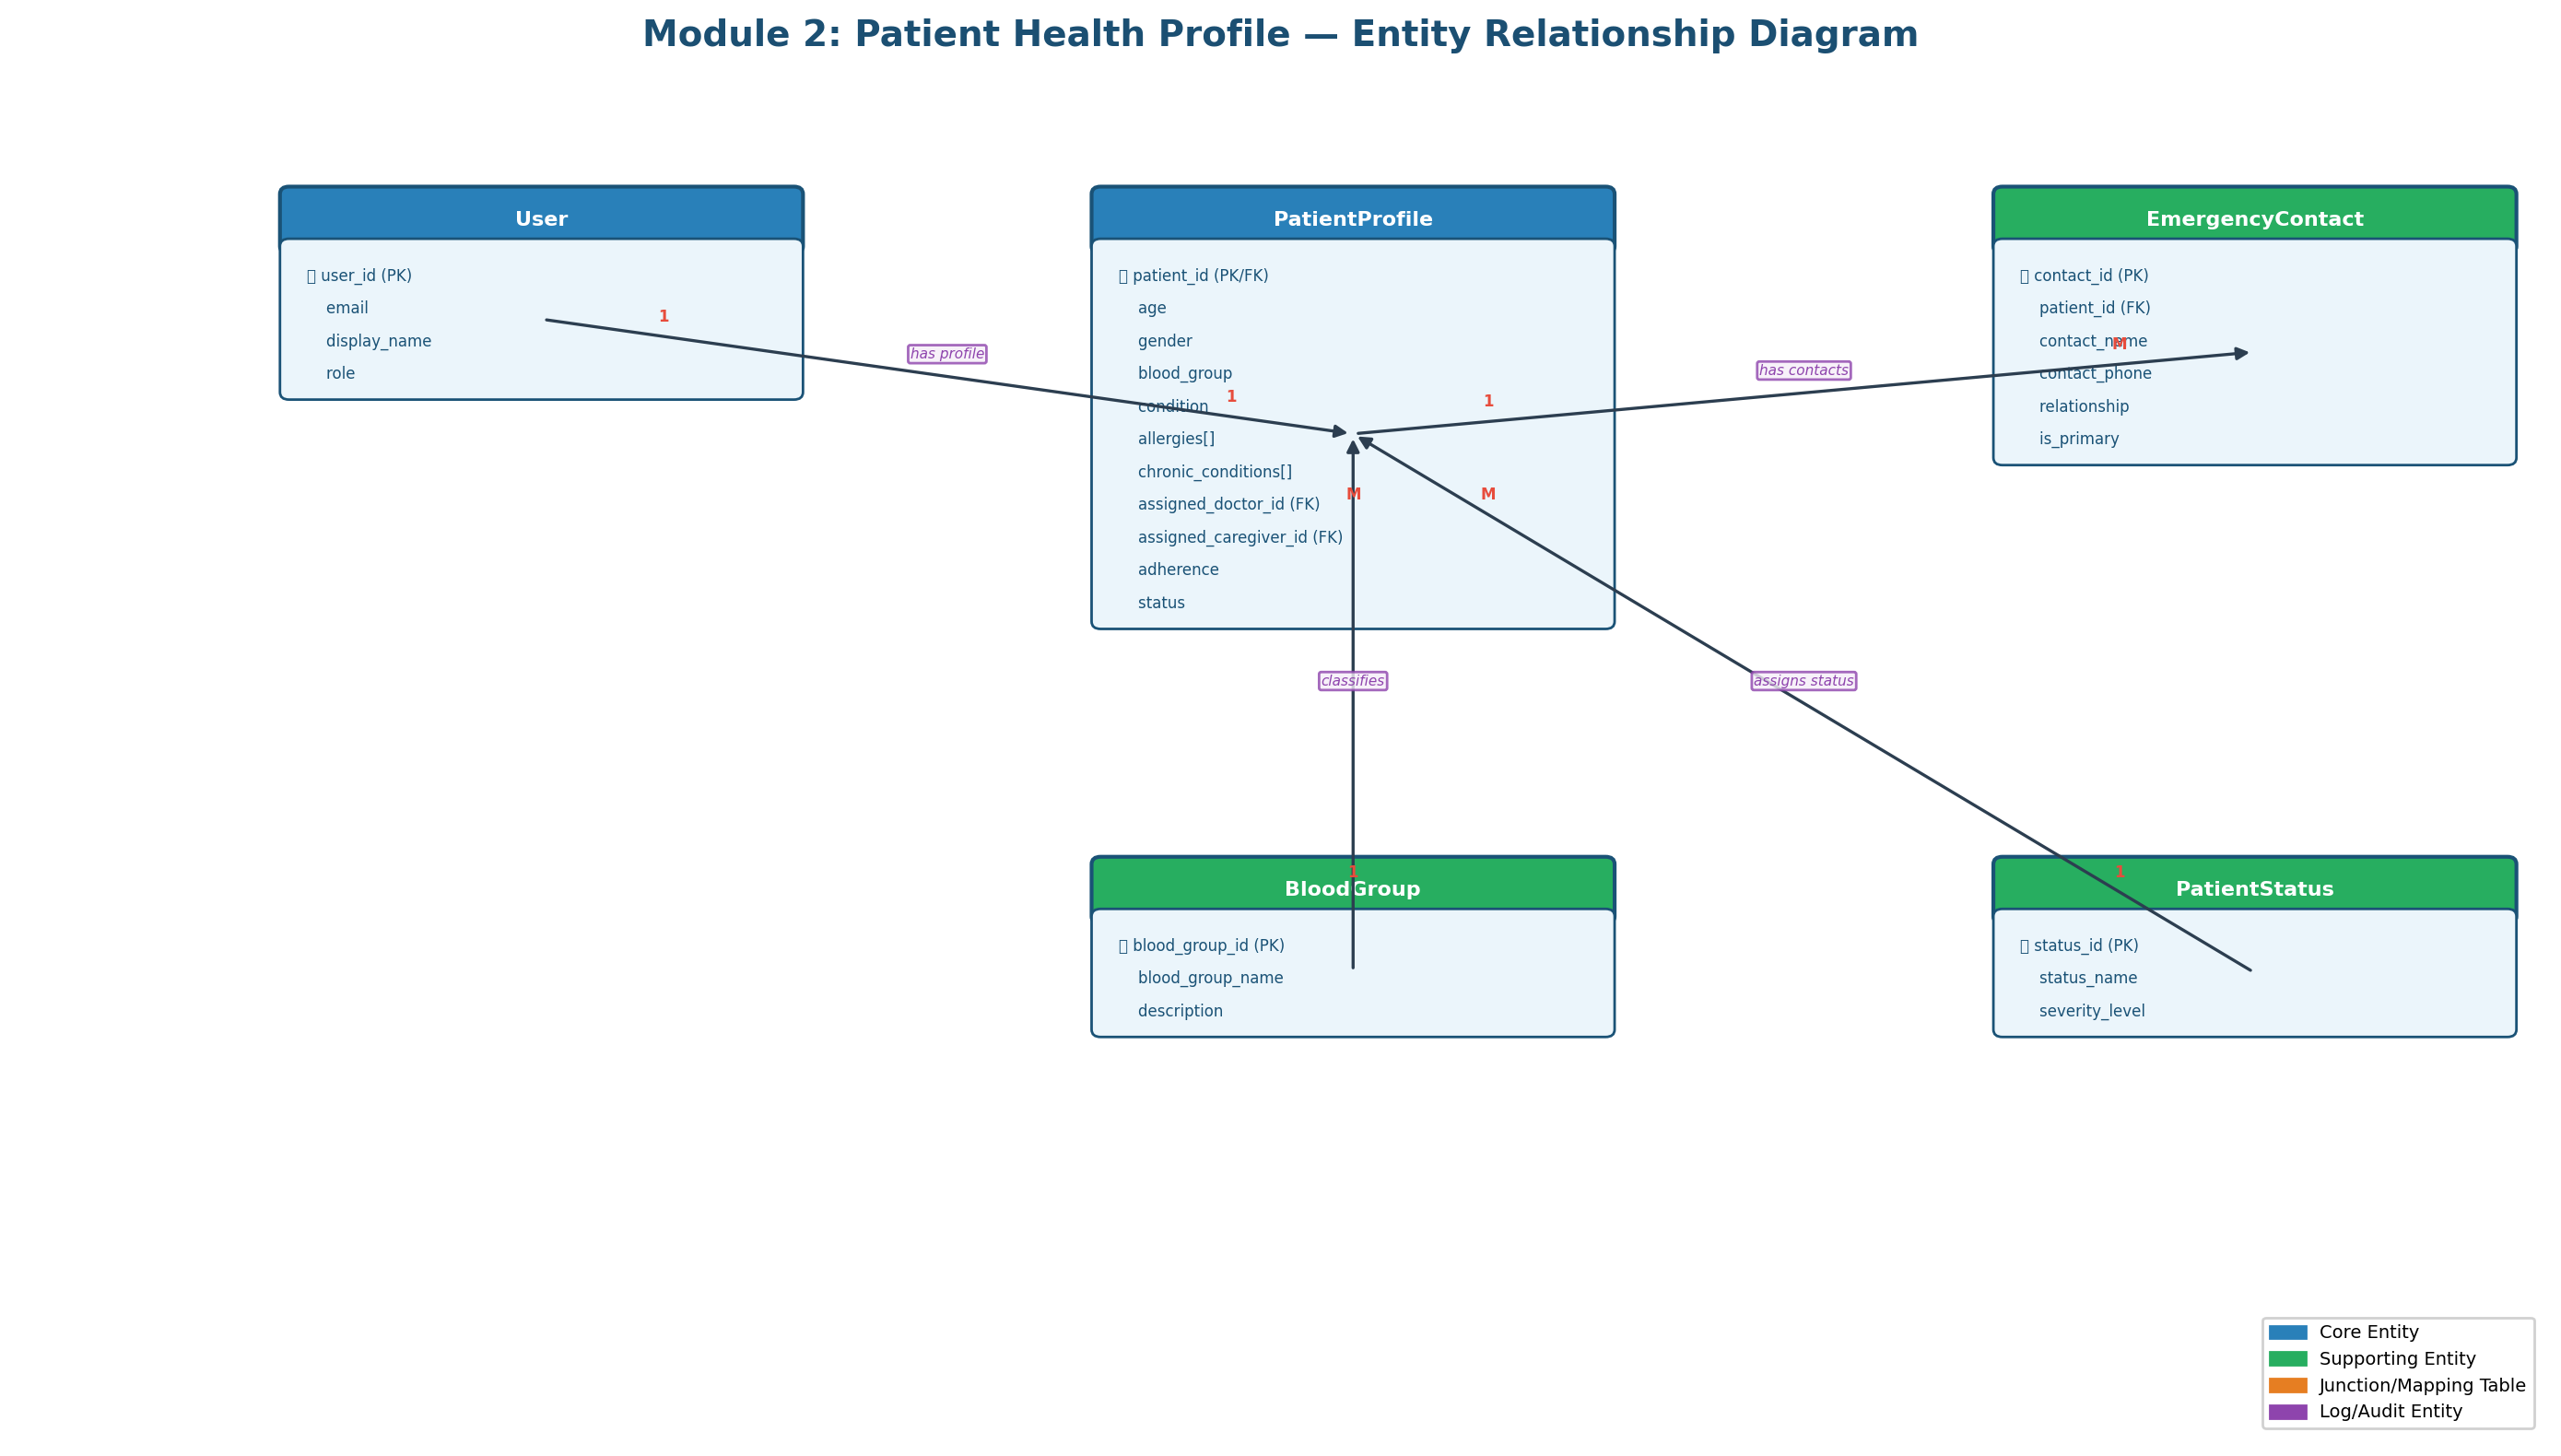 Module 2: Patient Health Profile — Entity Relationship Diagram
User
user_id (PK)
email
display_name
role
1
has profile
PatientProfile
patient_id (PK/FK)
age
gender
blood_group
condition
1
allergies[]
chronic_conditions[]
assigned_doctor_id (FK)
assigned_caregiver_id (FK)
adherence
status
1
M
M
has contacts
EmergencyContact
contact_id (PK)
patient_id (FK)
contact_name
M
contact_phone
relationship
is_primary
classifies
assigns status
1
BloodGroup
blood_group_id (PK)
blood_group_name
description
1
PatientStatus
status_id (PK)
status_name
severity_level
Core Entity
Supporting Entity
Junction/Mapping Table
Log/Audit Entity